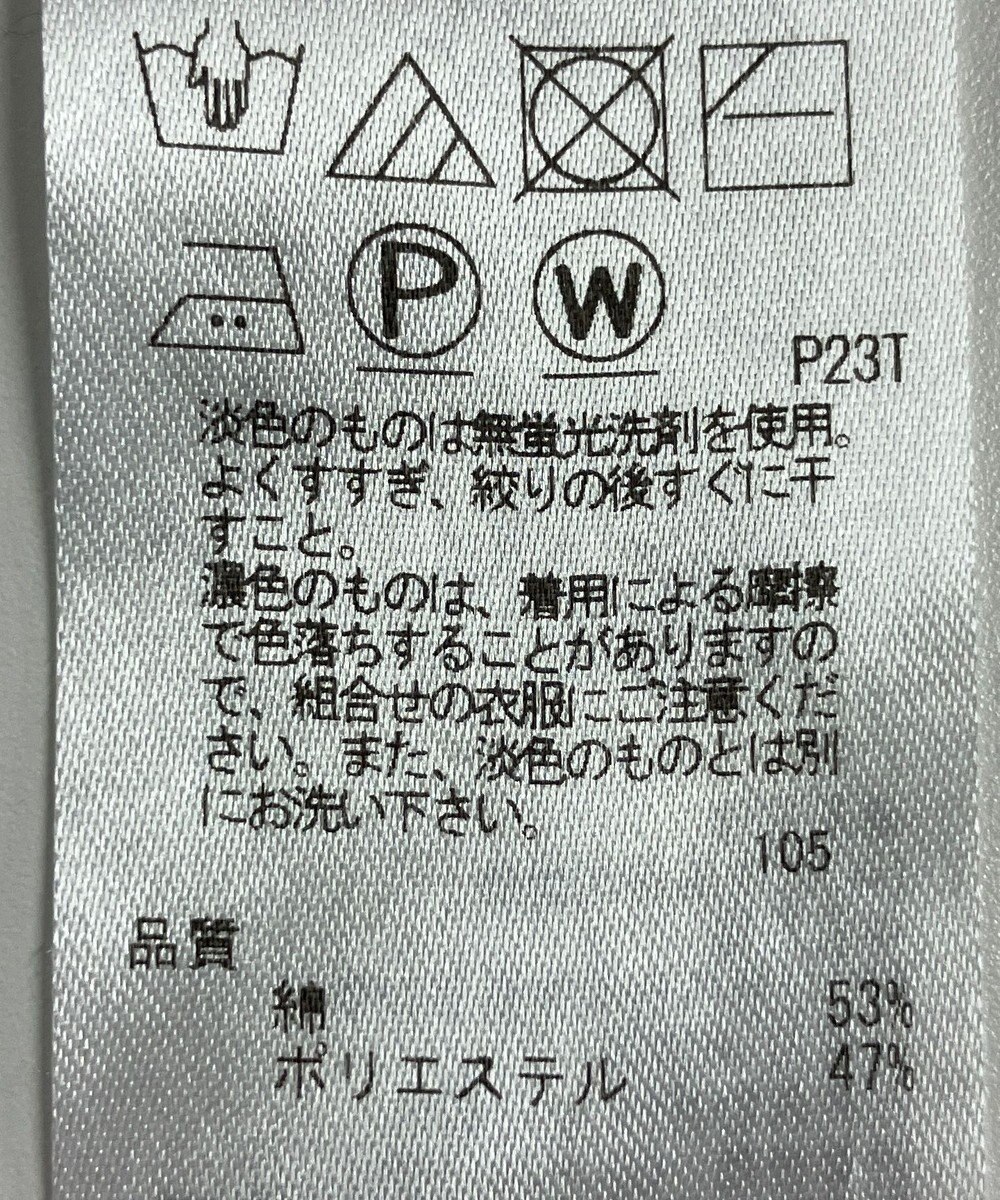 P
W
P23T
淡色のものは無蛍光洗剤を使用。
よくすすぎ、絞りの後すぐに干
すこと。
濃色のものは、着用による摩擦
で色落ちすることがありますの
で、組合せの衣服にご注意くだ
さい。また、淡色のものとは別
にお洗い下さい。
105
品質
綿 53%
ポリエステル 47%